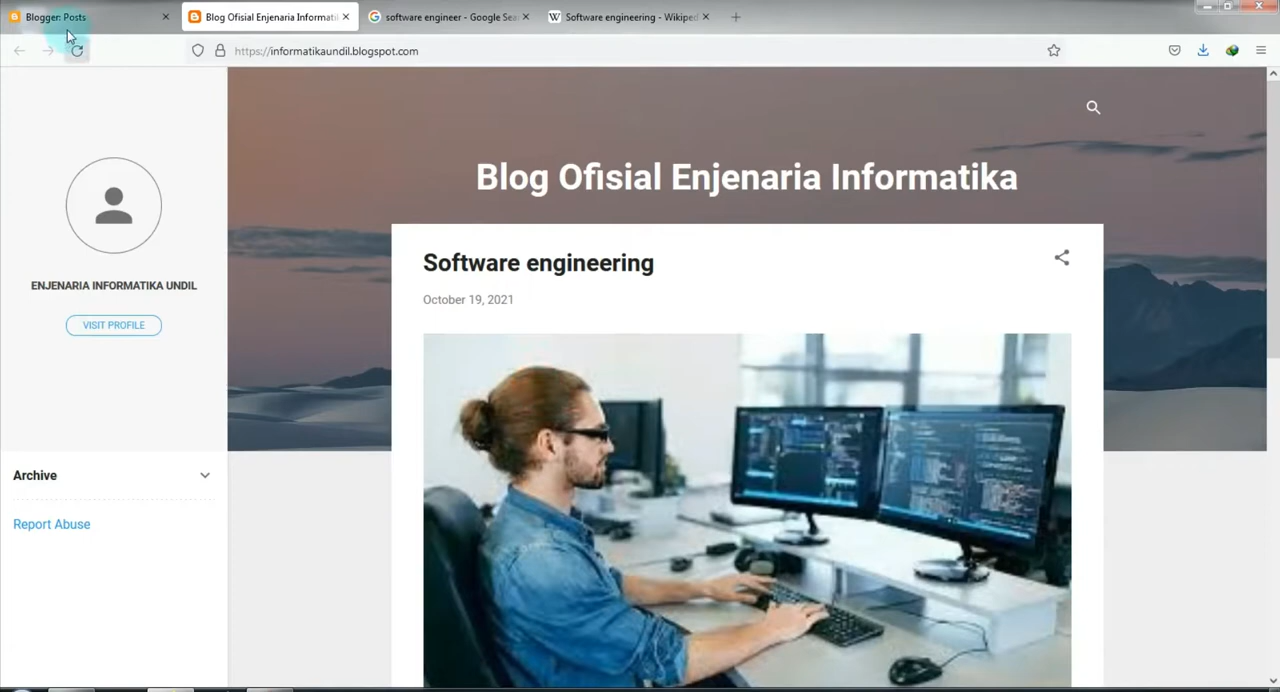 Blogger: Posts
Blog Ofisial Enjenaria Informati
software engineer - Google Sea
Software engineering - Wikiped
https://informatikaundil.blogspot.com
Blog Ofisial Enjenaria Informatika
ENJENARIA INFORMATIKA UNDIL
VISIT PROFILE
Archive
Report Abuse
Software engineering
October 19, 2021